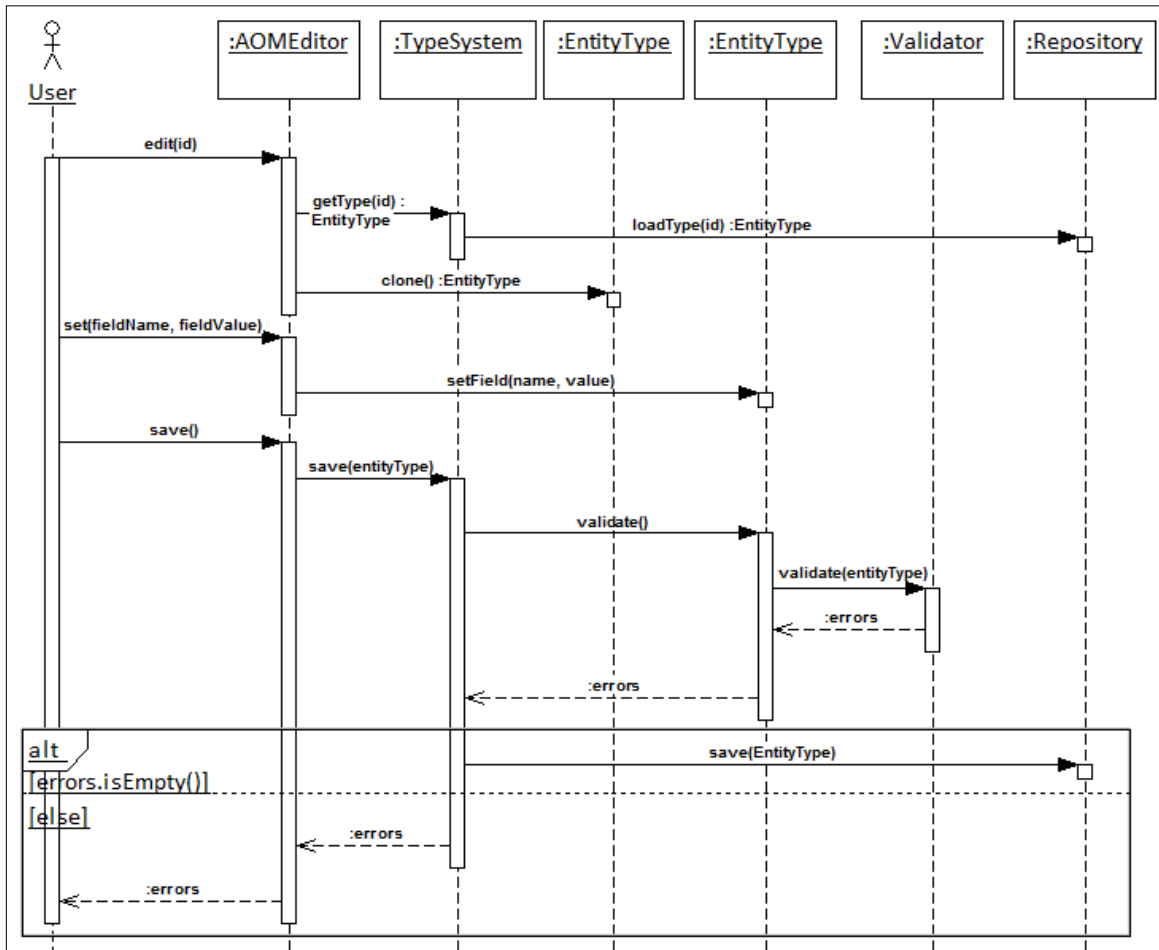 :AOMEditor
:TypeSystem
:EntityType
:EntityType
:Validator
:Repository
User
edit(id)
getType(id) :
EntityType
loadType(id) :EntityType
clone() :EntityType
set(fieldName, fieldValue)
setField(name, value)
save()
save(entityType)
validate()
validate(entityType)
:errors
:errors
alt
save(EntityType)
[errors.isEmpty()]
[else]
:errors
:errors